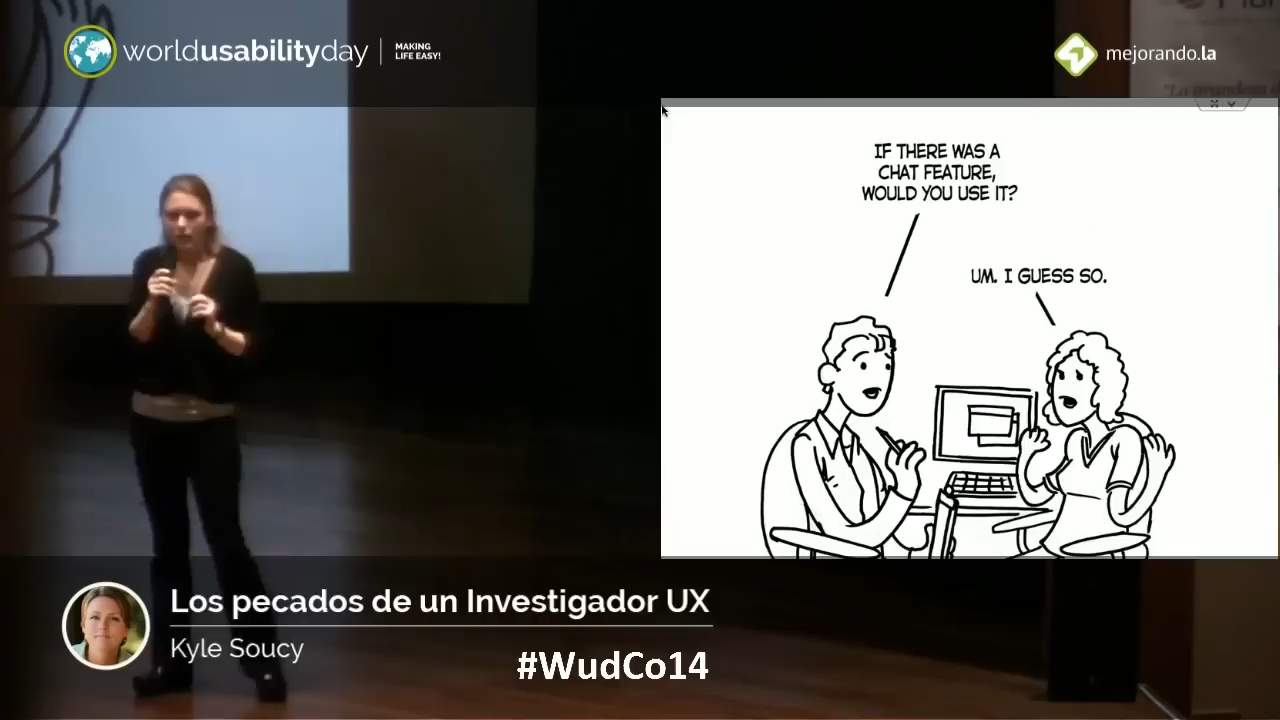 worldusabilityday
MAKING
LIFE EASY!
mejorando.la
IF THERE WAS A
CHAT FEATURE,
WOULD YOU USE IT?
UM. I GUESS SO.
Los pecados de un Investigador UX
Kyle Soucy
#WudCo14